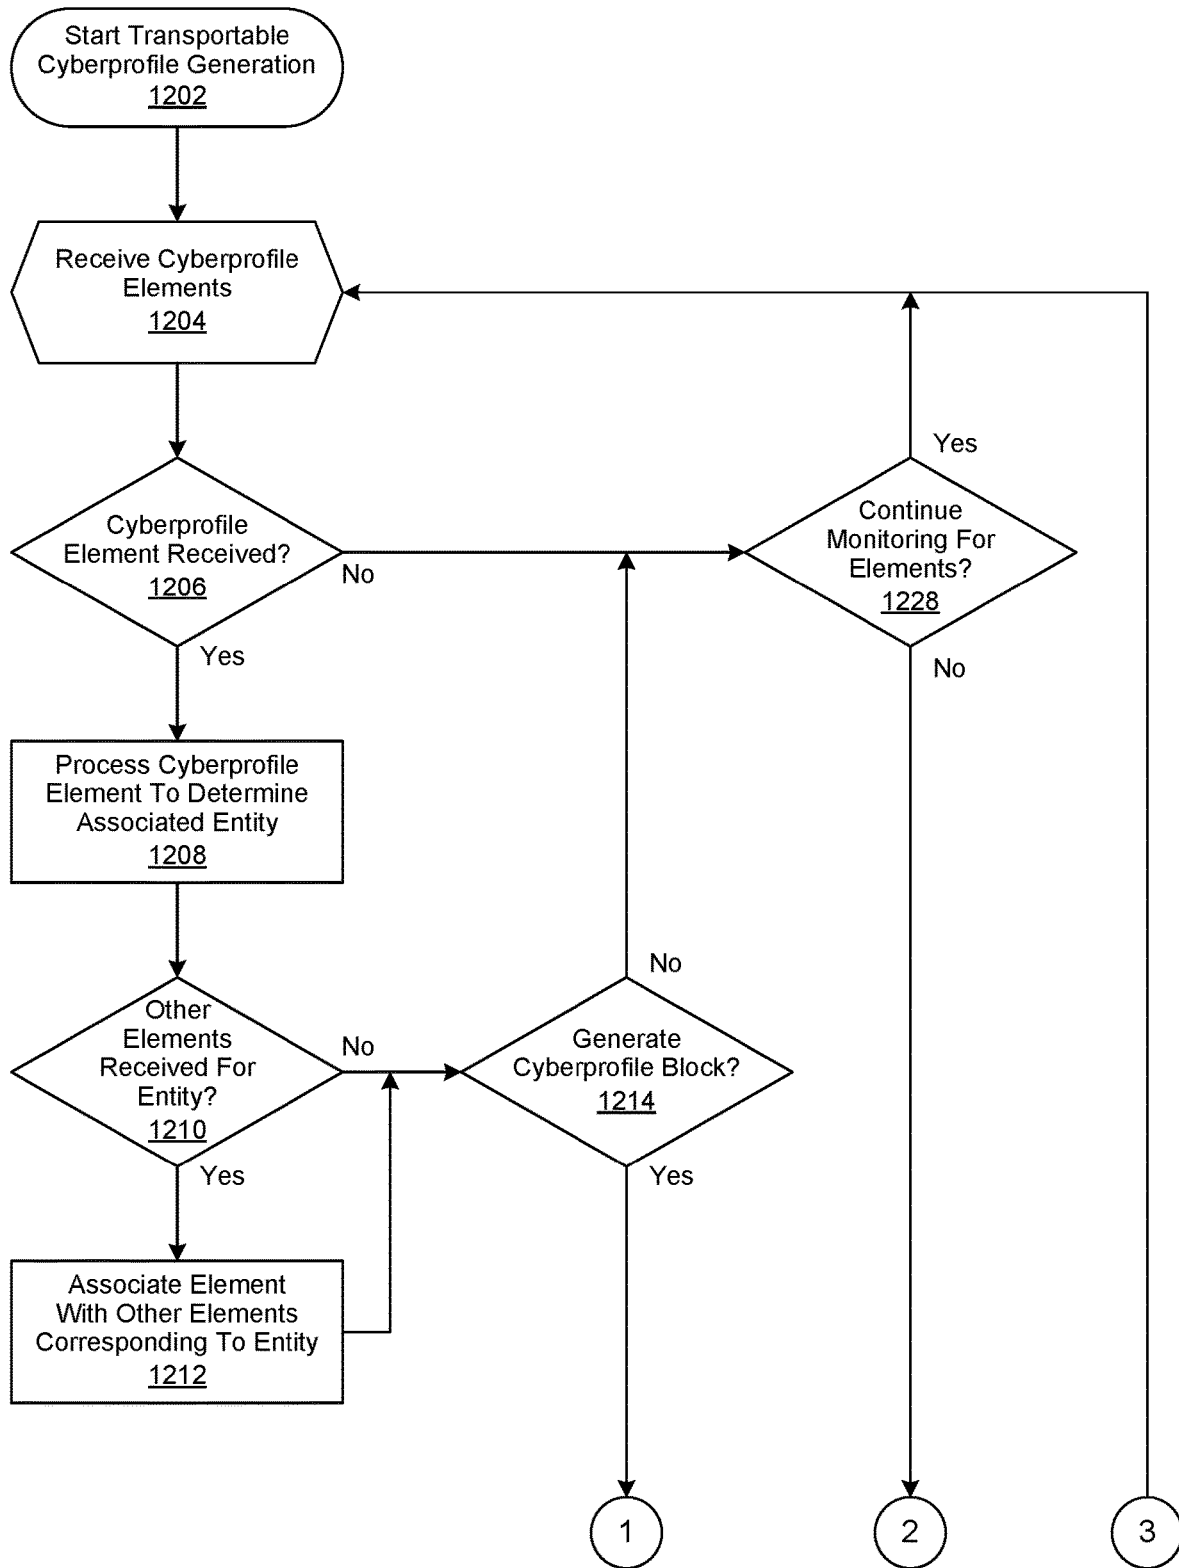 Start Transportable
Cyberprofile Generation
1202
Receive Cyberprofile
Elements
1204
Cyberprofile
Element Received?
1206
No
Yes
Continue
Monitoring For
Elements?
1228
Yes
No
Process Cyberprofile
Element To Determine
Associated Entity
1208
Other
Elements
Received For
Entity?
1210
No
Yes
Generate
Cyberprofile Block?
1214
No
Yes
Associate Element
With Other Elements
Corresponding To Entity
1212
1
2
3